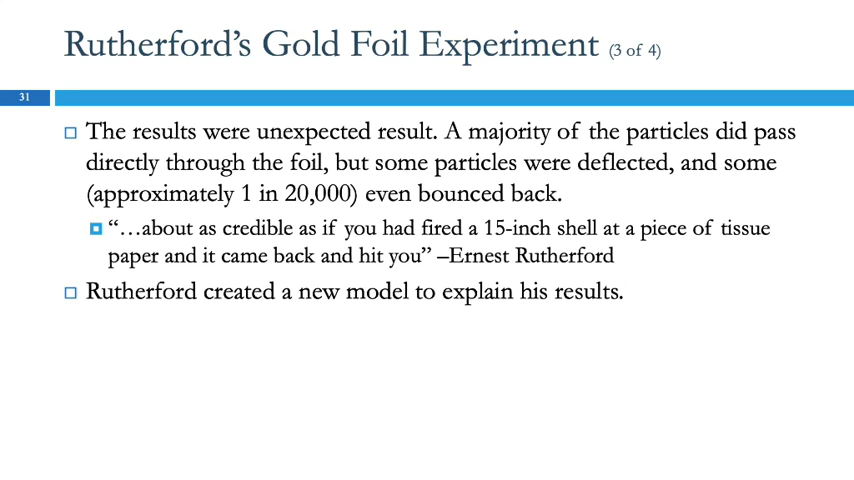 Rutherford's Gold Foil Experiment (3 of 4)
31
The results were unexpected result. A majority of the particles did pass
directly through the foil, but some particles were deflected, and some
(approximately 1 in 20,000) even bounced back.
“…about as credible as if you had fired a 15-inch shell at a piece of tissue
paper and it came back and hit you” –Ernest Rutherford
Rutherford created a new model to explain his results.